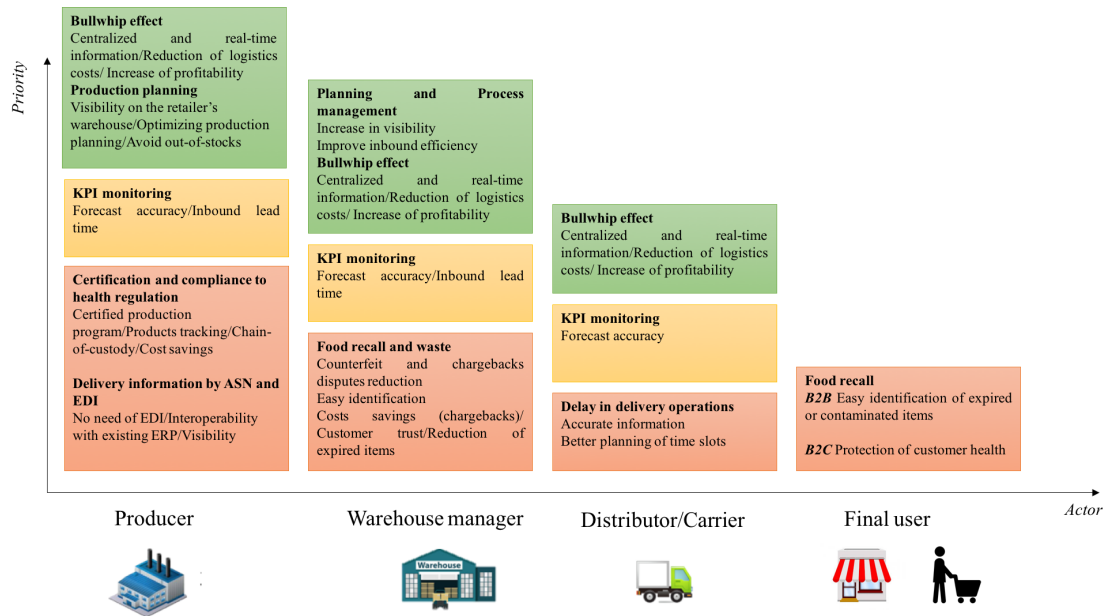 Priority
Bullwhip effect
Centralized and real-time
information/Reduction of logistics
costs/ Increase of profitability
Production planning
Visibility on the retailer's
warehouse/Optimizing production
planning/Avoid out-of-stocks
KPI monitoring
Forecast accuracy/Inbound lead
time
Certification and compliance to
health regulation
Certified production
program/Products tracking/Chain-
of-custody/Cost savings
Delivery information by ASN and
EDI
No need of EDI/Interoperability
with existing ERP/Visibility
Planning and Process
management
Increase in visibility
Improve inbound efficiency
Bullwhip effect
Centralized and real-time
information/Reduction of logistics
costs/ Increase of profitability
KPI monitoring
Forecast accuracy/Inbound lead
time
Food recall and waste
Counterfeit and chargebacks
disputes reduction
Easy identification
Costs savings (chargebacks)/
Customer trust/Reduction of
expired items
Bullwhip effect
Centralized and real-time
information/Reduction of logistics
costs/ Increase of profitability
KPI monitoring
Forecast accuracy
Delay in delivery operations
Accurate information
Better planning of time slots
Food recall
B2B Easy identification of expired
or contaminated items
B2C Protection of customer health
Actor
Producer
Warehouse manager
Distributor/Carrier
Final user
Warehouse